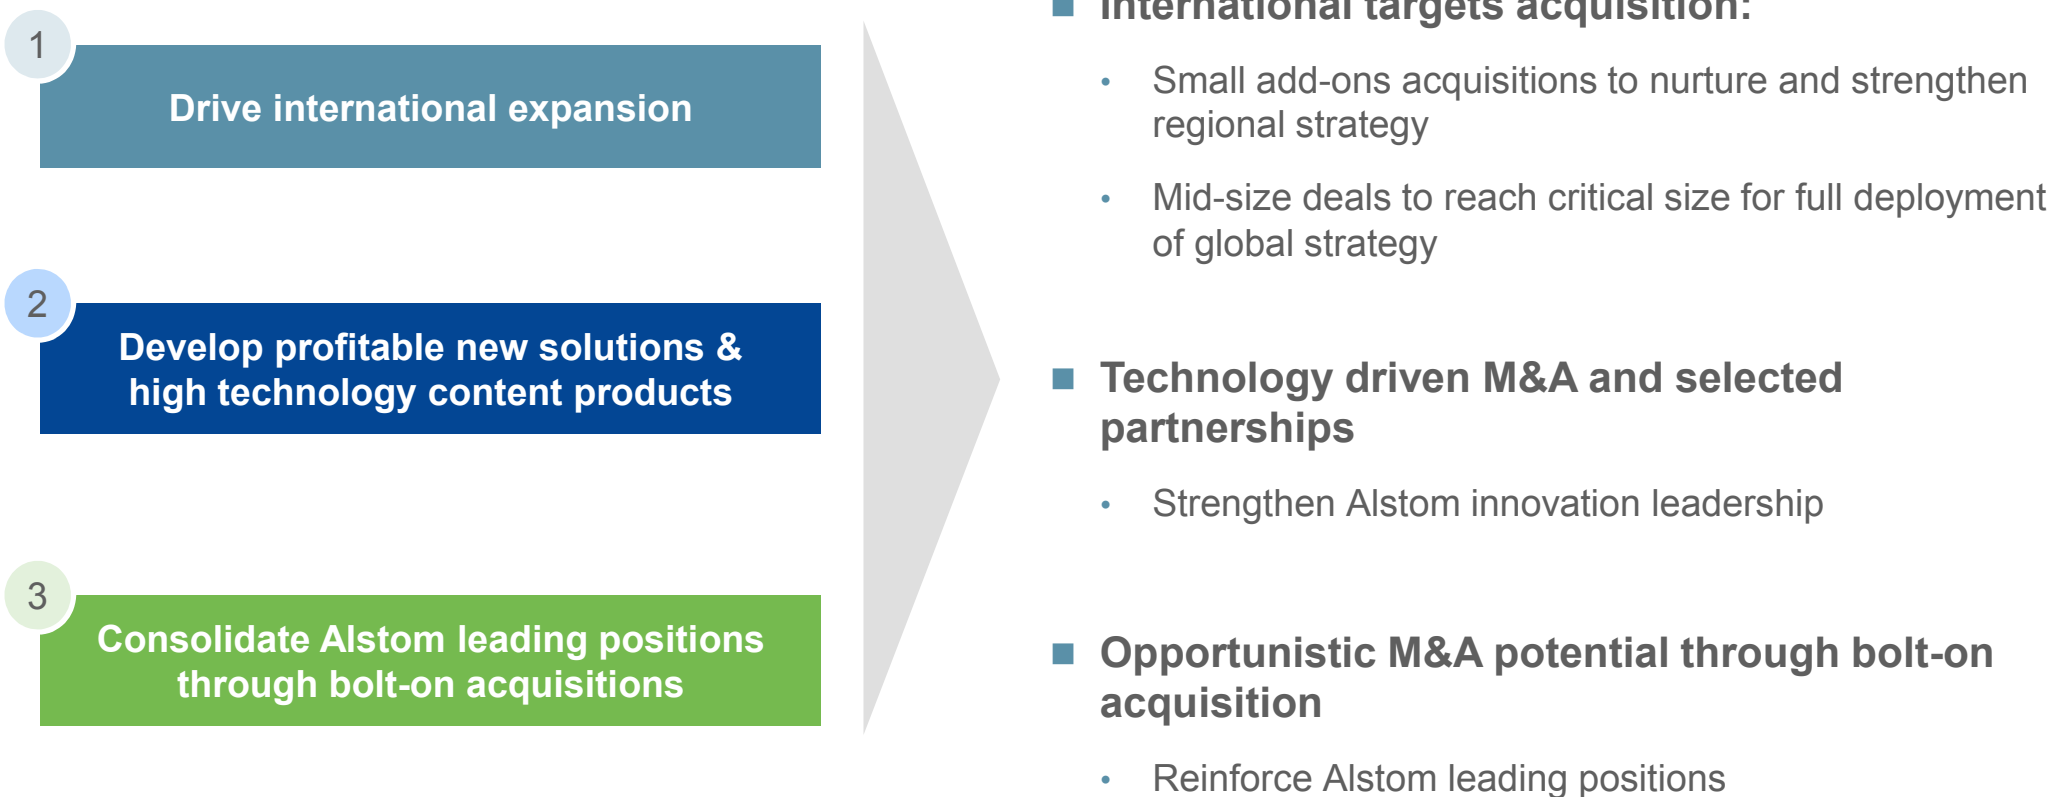 1
Drive international expansion
2
Develop profitable new solutions &
high technology content products
3
Consolidate Alstom leading positions
through bolt-on acquisitions
International targets acquisition:
• Small add-ons acquisitions to nurture and strengthen
regional strategy
• Mid-size deals to reach critical size for full deployment
of global strategy
Technology driven M&A and selected
partnerships
• Strengthen Alstom innovation leadership
Opportunistic M&A potential through bolt-on
acquisition
• Reinforce Alstom leading positions